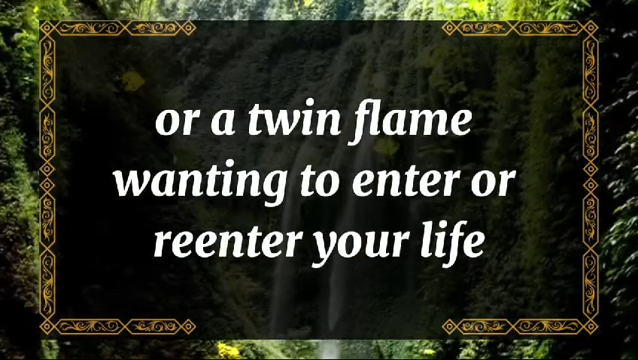 or a twin flame
wanting to enter or
reenter your life